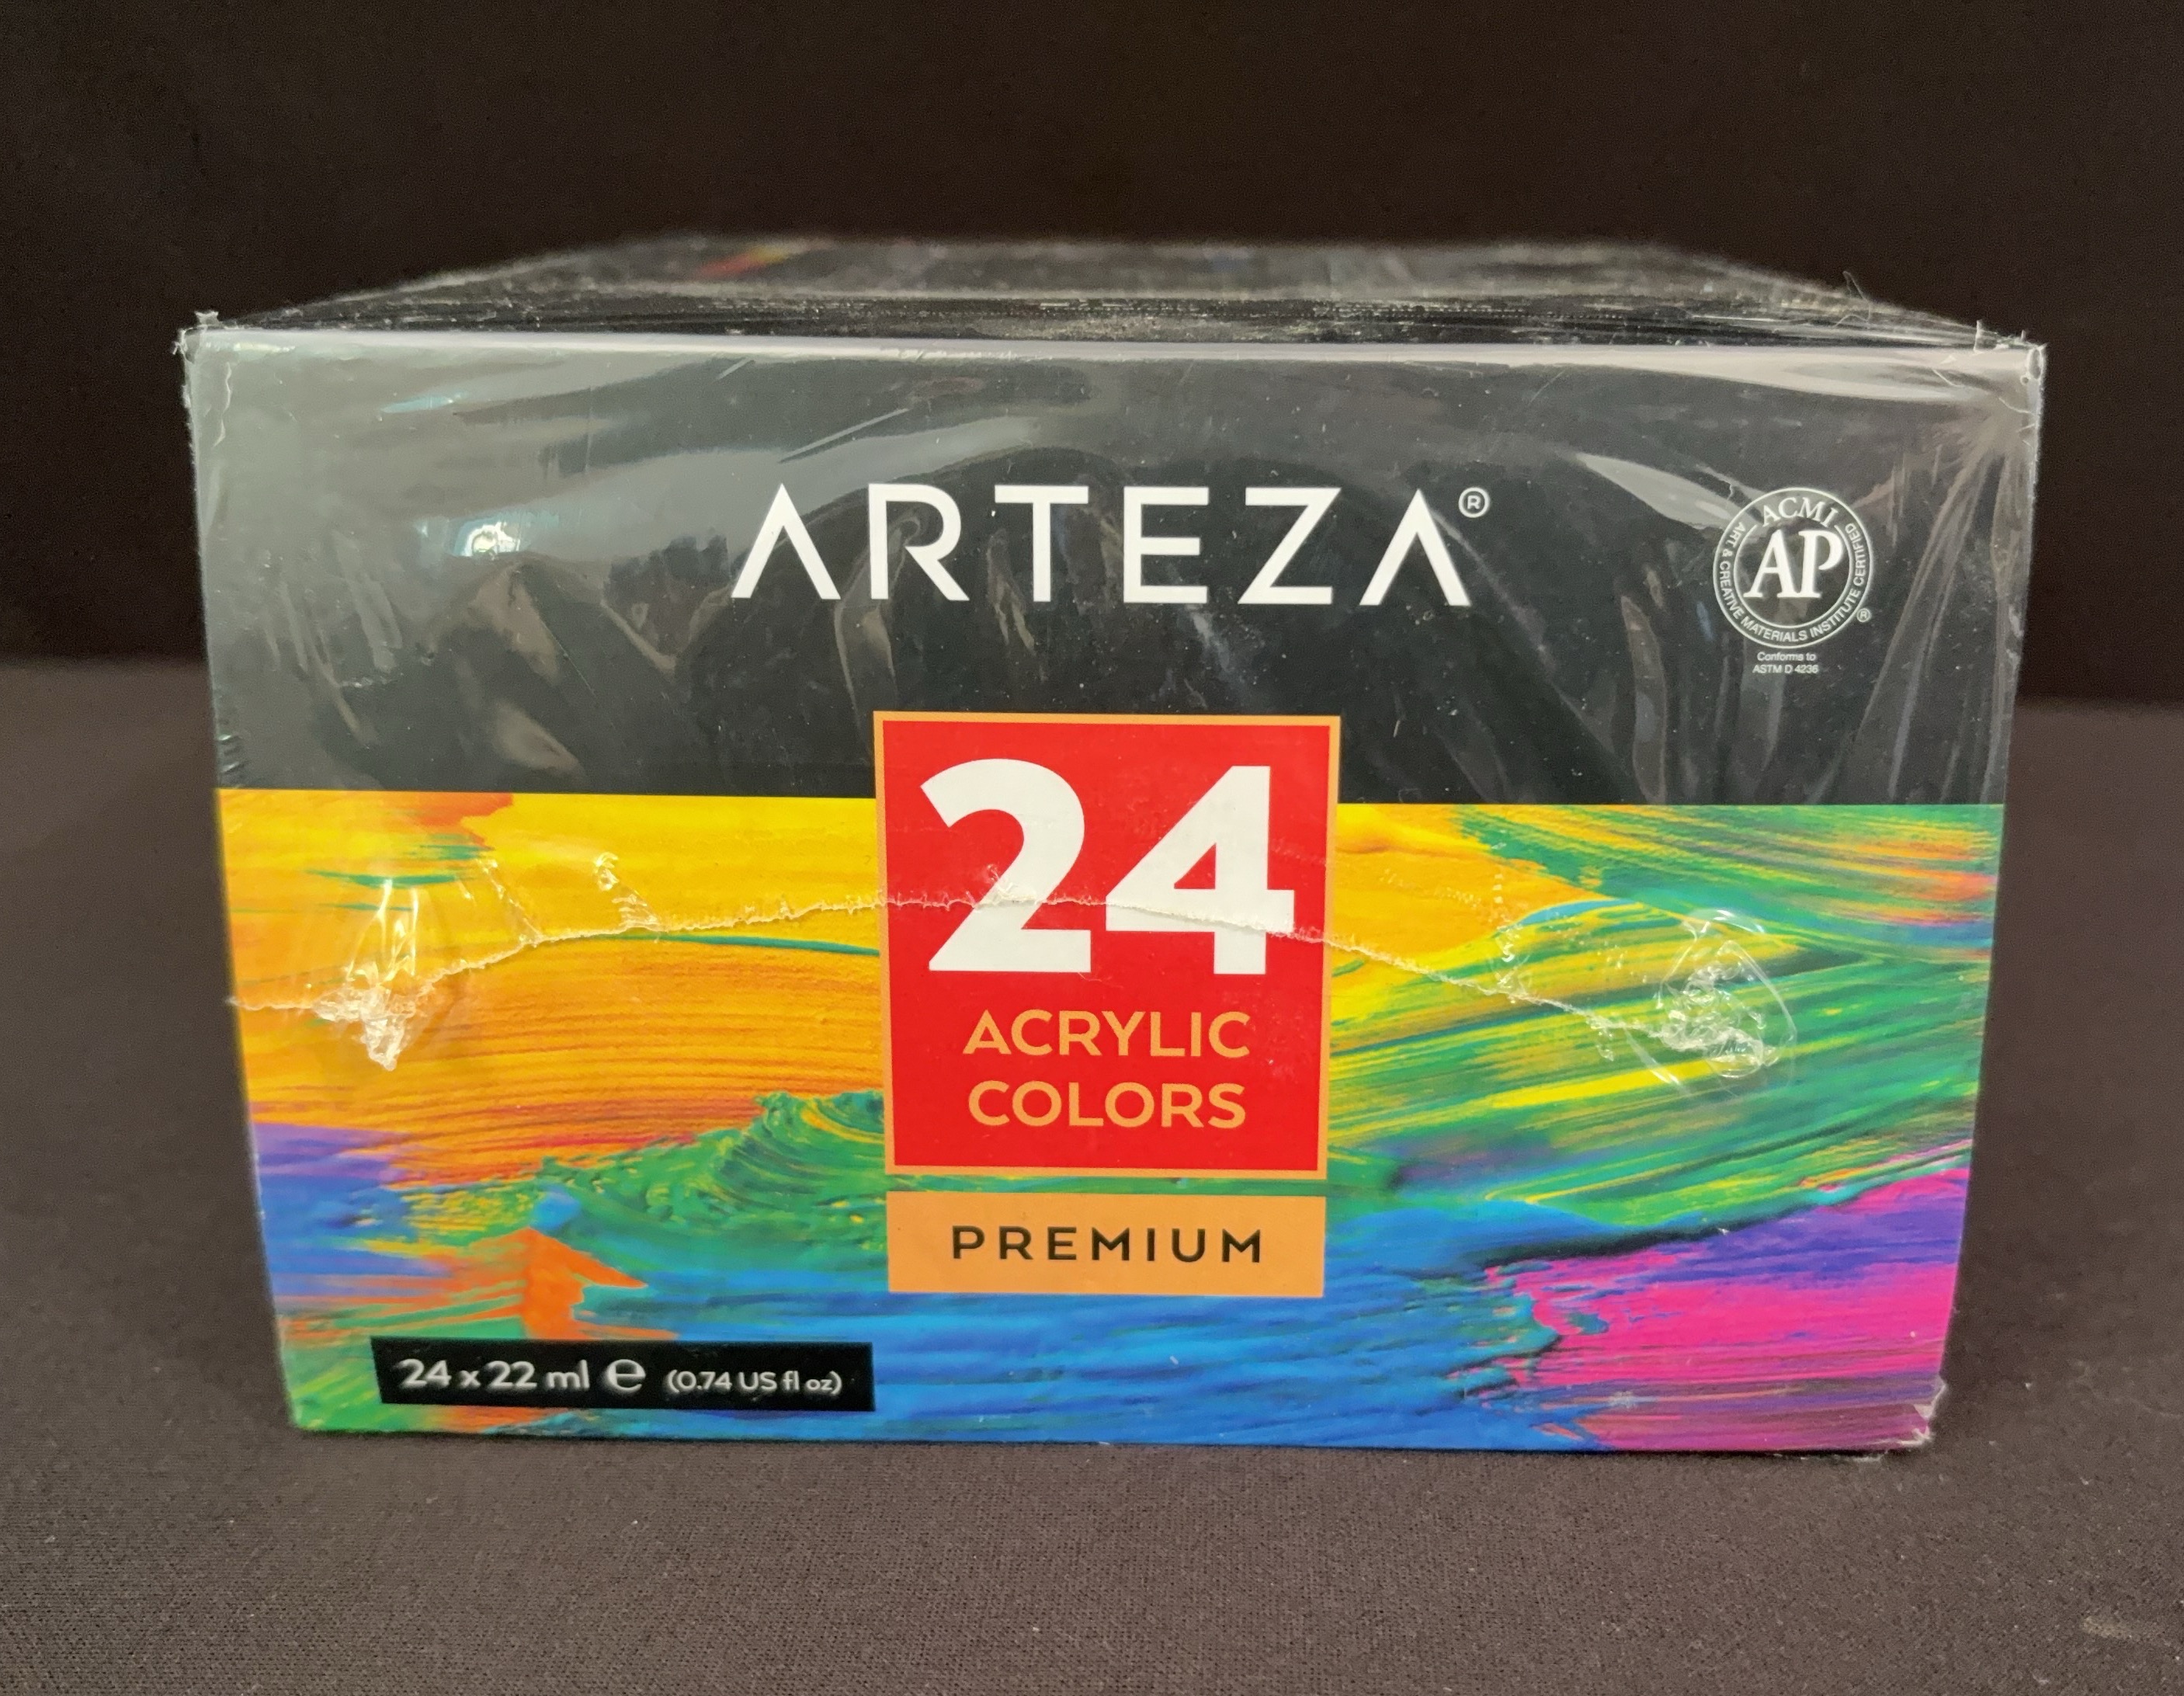 ARTEZA®
ACMI
AP
ART & CREATIVE MATERIALS INSTITUTE CERTIFIED
®
Conforms to
ASTM D 4236
24
ACRYLIC
COLORS
PREMIUM
24 x 22 ml ℮ (0.74 US fl oz)